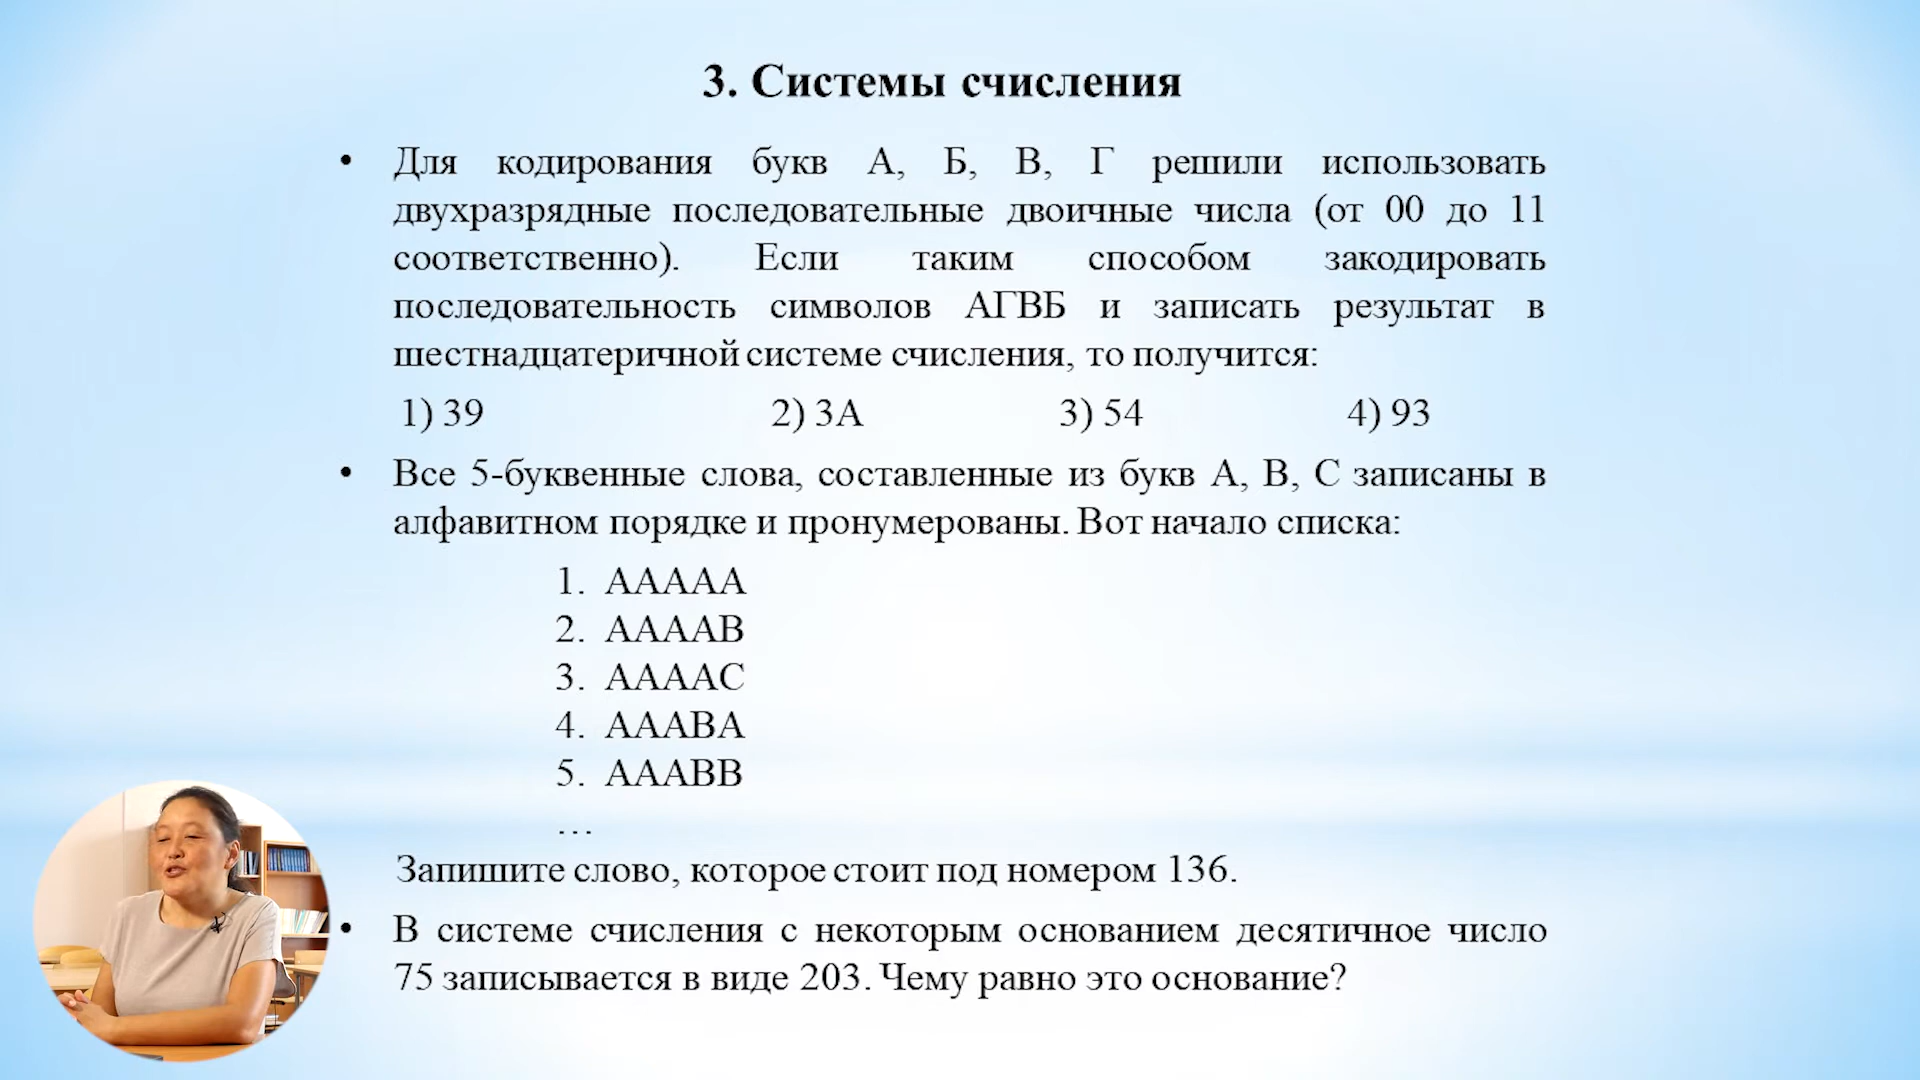 3. Системы счисления
• Для кодирования букв А, Б, В, Г решили использовать
двухразрядные последовательные двоичные числа (от 00 до 11
соответственно). Если таким способом закодировать
последовательность символов АГВБ и записать результат в
шестнадцатеричной системе счисления, то получится:
1) 39 2) 3А 3) 54 4) 93
• Все 5-буквенные слова, составленные из букв А, В, С записаны в
алфавитном порядке и пронумерованы. Вот начало списка:
1. ААААА
2. ААААВ
3. ААААС
4. АААВА
5. АААВВ
…
Запишите слово, которое стоит под номером 136.
• В системе счисления с некоторым основанием десятичное число
75 записывается в виде 203. Чему равно это основание?